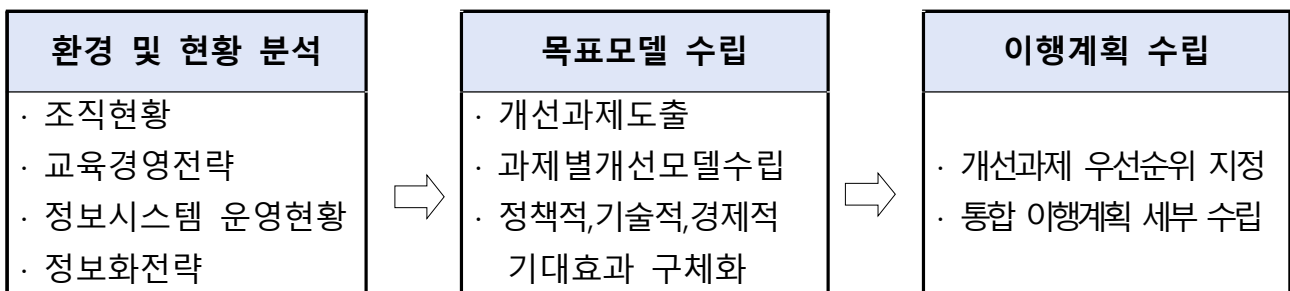 환경 및 현황 분석
· 조직현황
· 교육경영전략
· 정보시스템 운영현황
· 정보화전략
목표모델 수립
· 개선과제도출
· 과제별개선모델수립
· 정책적,기술적,경제적
기대효과 구체화
이행계획 수립
· 개선과제 우선순위 지정
· 통합 이행계획 세부 수립